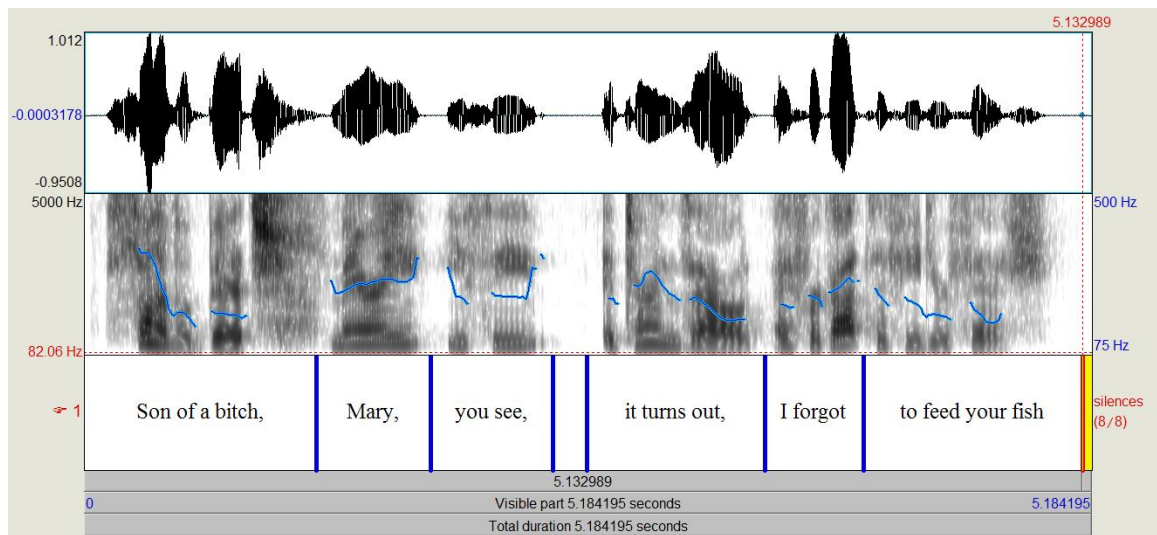 5.132989
1.012
-0.0003178
-0.9508
5000 Hz
500 Hz
82.06 Hz
75 Hz
☞ 1
Son of a bitch,
Mary,
you see,
it turns out,
I forgot
to feed your fish
silences
(8/8)
5.132989
0
Visible part 5.184195 seconds
5.184195
Total duration 5.184195 seconds